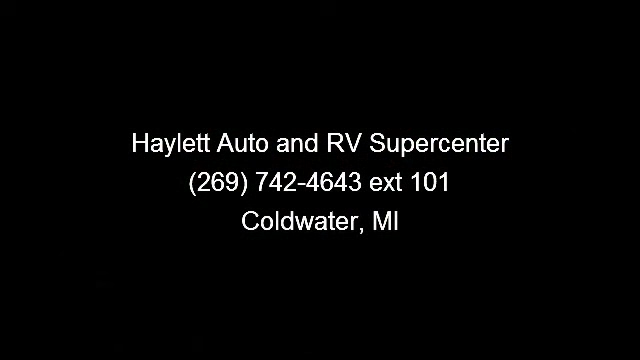 Haylett Auto and RV Supercenter
(269) 742-4643 ext 101
Coldwater, MI